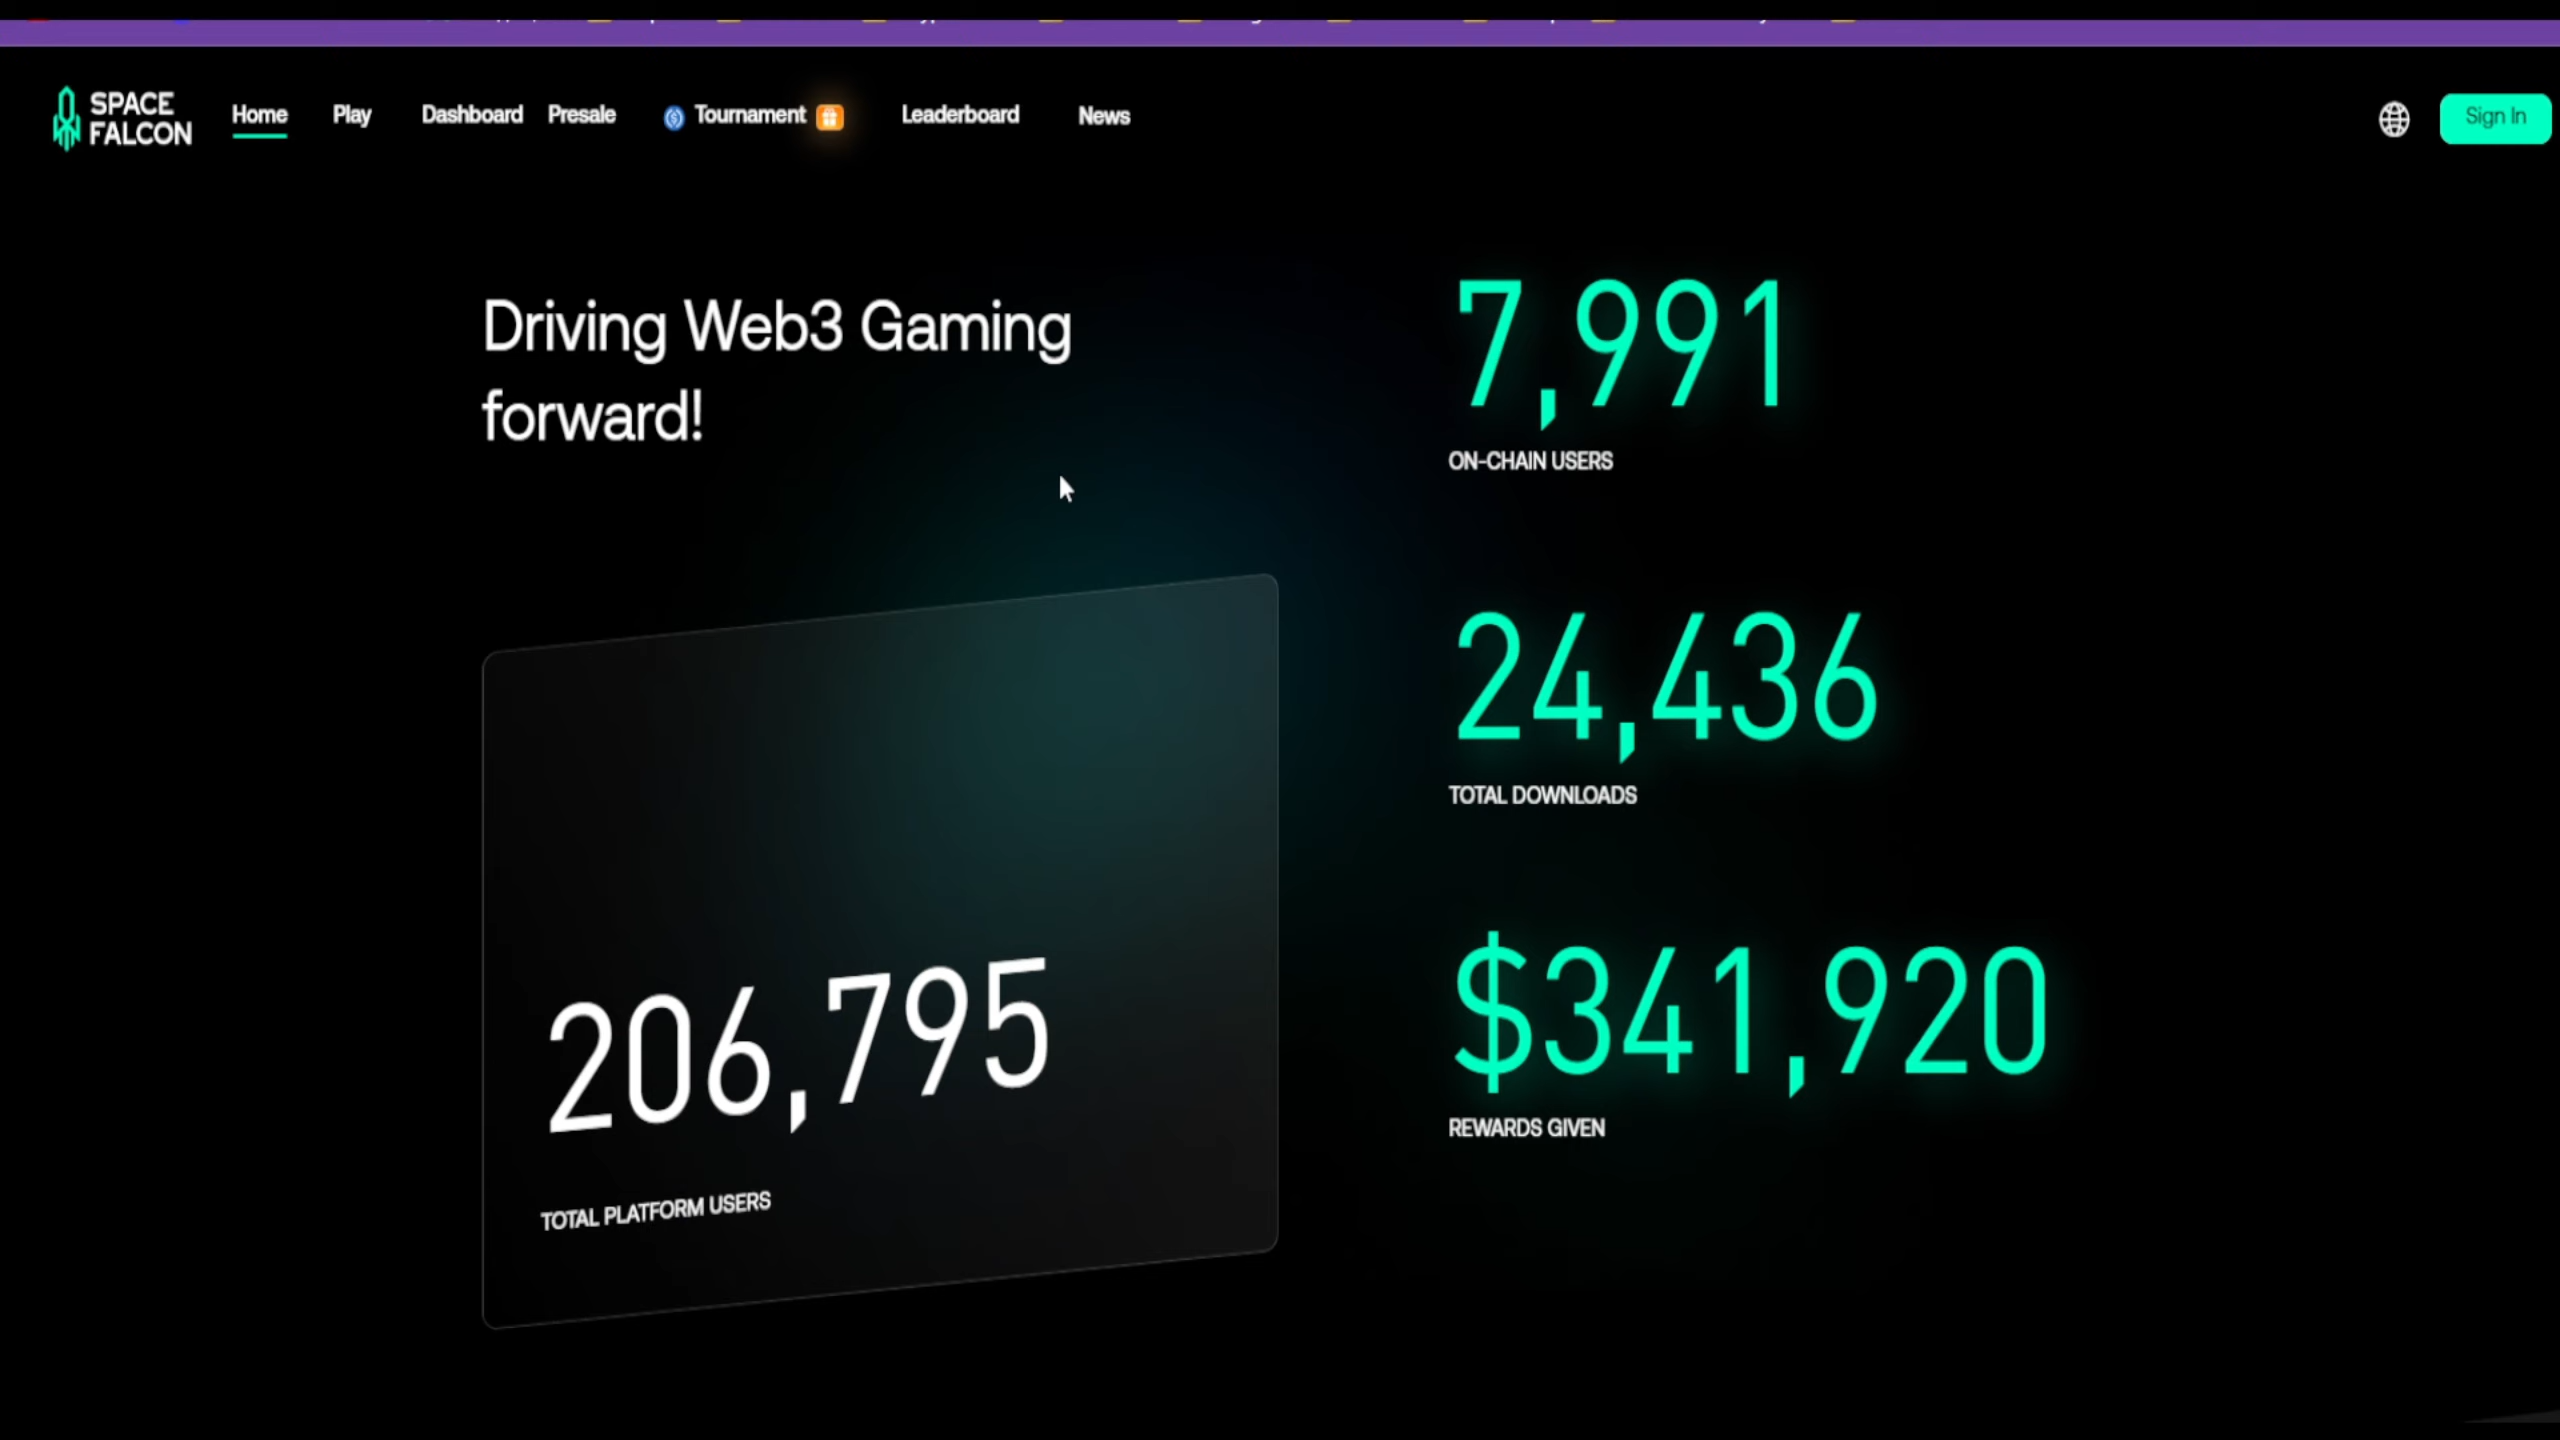 SPACE
FALCON
Home
Play
Dashboard
Presale
Tournament
Leaderboard
News
Sign In
Driving Web3 Gaming
forward!
7,991
ON-CHAIN USERS
24,436
TOTAL DOWNLOADS
$341,920
REWARDS GIVEN
206,795
TOTAL PLATFORM USERS